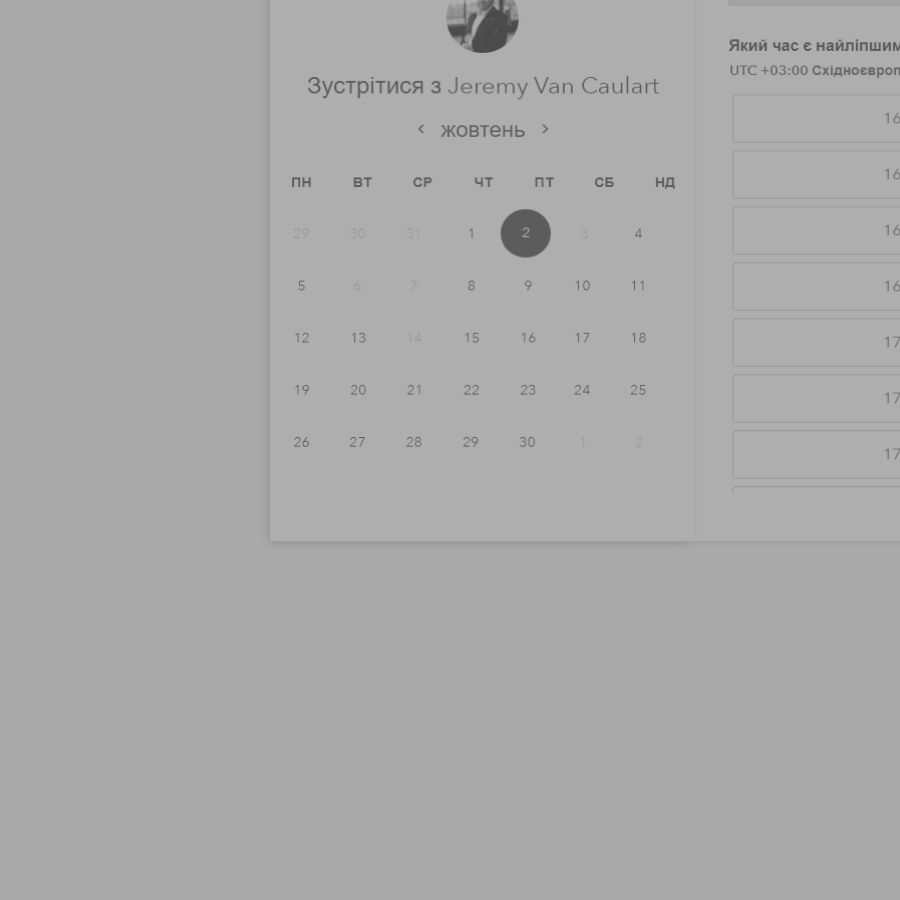 Зустрітися з Jeremy Van Caulart
жовтень
ПН ВТ СР ЧТ ПТ СБ НД
29 30 31 1 2 3 4
5 6 7 8 9 10 11
12 13 14 15 16 17 18
19 20 21 22 23 24 25
26 27 28 29 30 1 2
Який час є найліпшим
UTC +03:00
16
16
16
16
17
17
17